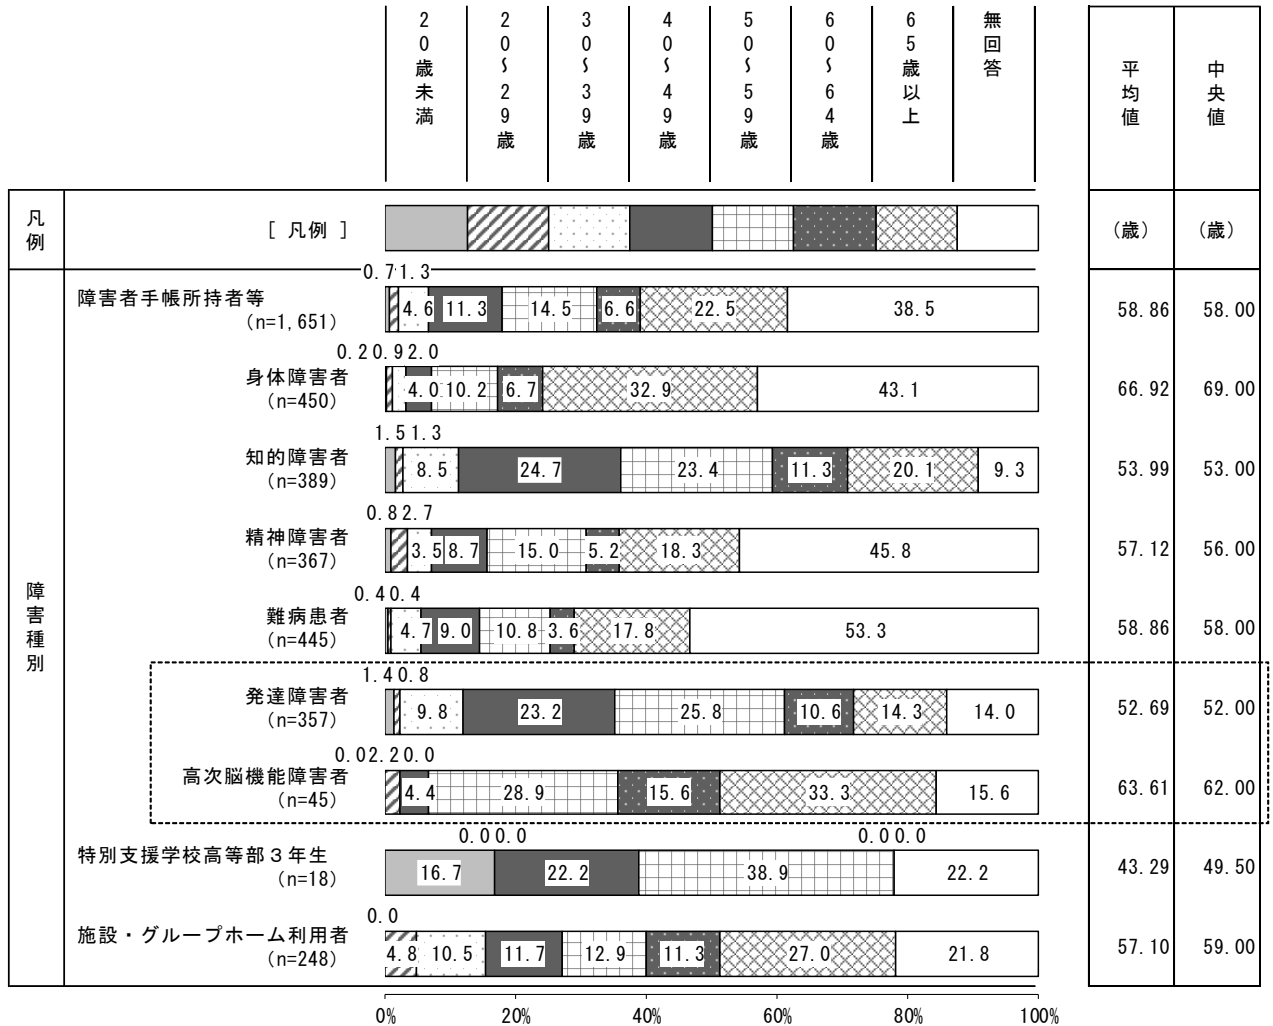 20歳未満
20～29歳
30～39歳
40～49歳
50～59歳
60～64歳
65歳以上
無回答
平均値
中央値
凡例
[ 凡例 ]
(歳)
(歳)
障害種別
0.7 1.3
障害者手帳所持者等
(n=1,651)
4.6 11.3 14.5 6.6 22.5 38.5
58.86 58.00
0.2 0.9 2.0
身体障害者
(n=450)
4.0 10.2 6.7 32.9 43.1
66.92 69.00
1.5 1.3
知的障害者
(n=389)
8.5 24.7 23.4 11.3 20.1 9.3
53.99 53.00
0.8 2.7
精神障害者
(n=367)
3.5 8.7 15.0 5.2 18.3 45.8
57.12 56.00
0.4 0.4
難病患者
(n=445)
4.7 9.0 10.8 3.6 17.8 53.3
58.86 58.00
1.4 0.8
発達障害者
(n=357)
9.8 23.2 25.8 10.6 14.3 14.0
52.69 52.00
0.0 2.2 0.0
高次脳機能障害者
(n=45)
4.4 28.9 15.6 33.3 15.6
63.61 62.00
0.0 0.0 0.0 0.0
特別支援学校高等部３年生
(n=18)
16.7 22.2 38.9 22.2
43.29 49.50
0.0
施設・グループホーム利用者
(n=248)
4.8 10.5 11.7 12.9 11.3 27.0 21.8
57.10 59.00
0% 20% 40% 60% 80% 100%